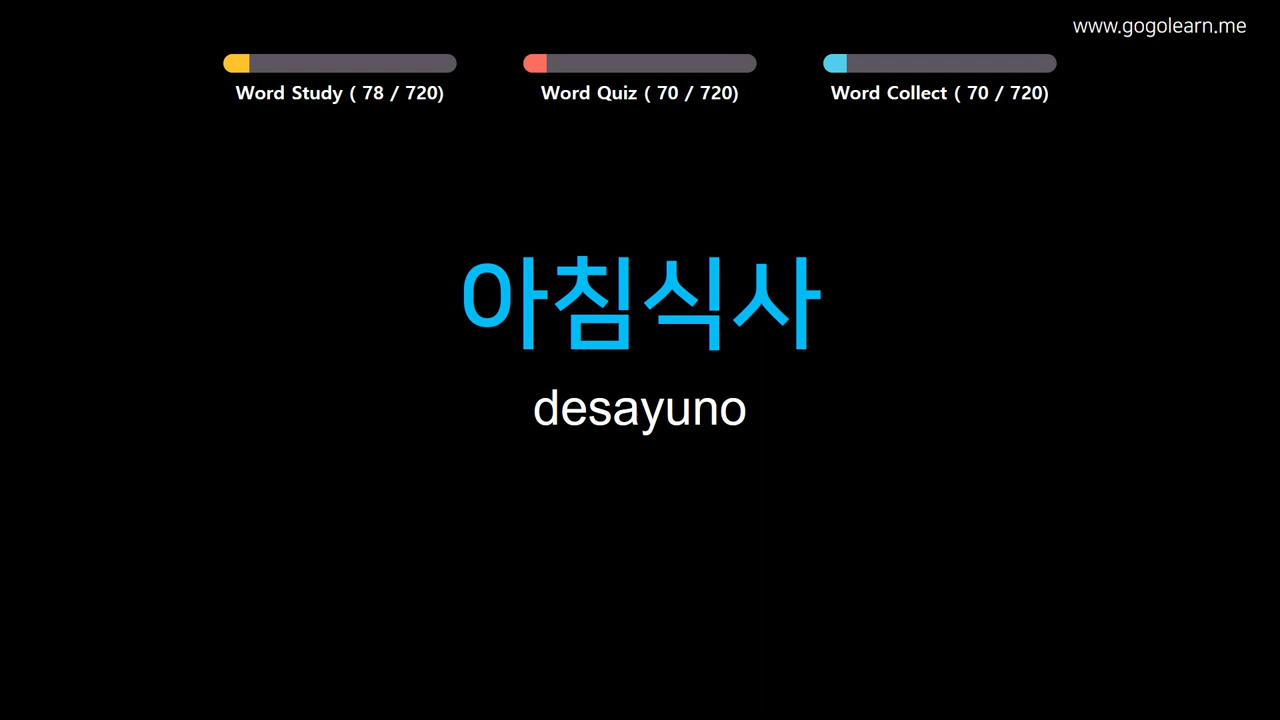 www.gogolearn.me
Word Study ( 78 / 720)
Word Quiz ( 70 / 720)
Word Collect ( 70 / 720)
아침식사
desayuno